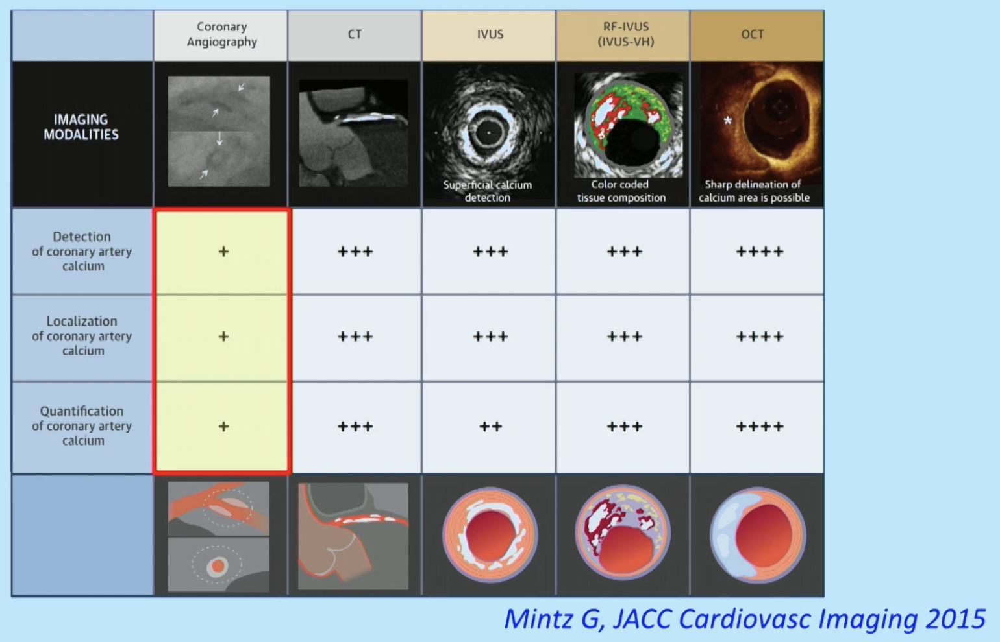 Coronary
Angiography
CT
IVUS
RF-IVUS
(IVUS-VH)
OCT
IMAGING
MODALITIES
*
Superficial calcium
detection
Color coded
tissue composition
Sharp delineation of
calcium area is possible
Detection
of coronary artery
calcium
+
+++
+++
+++
++++
Localization
of coronary artery
calcium
+
+++
+++
+++
++++
Quantification
of coronary artery
calcium
+
+++
++
+++
++++
Mintz G, JACC Cardiovasc Imaging 2015